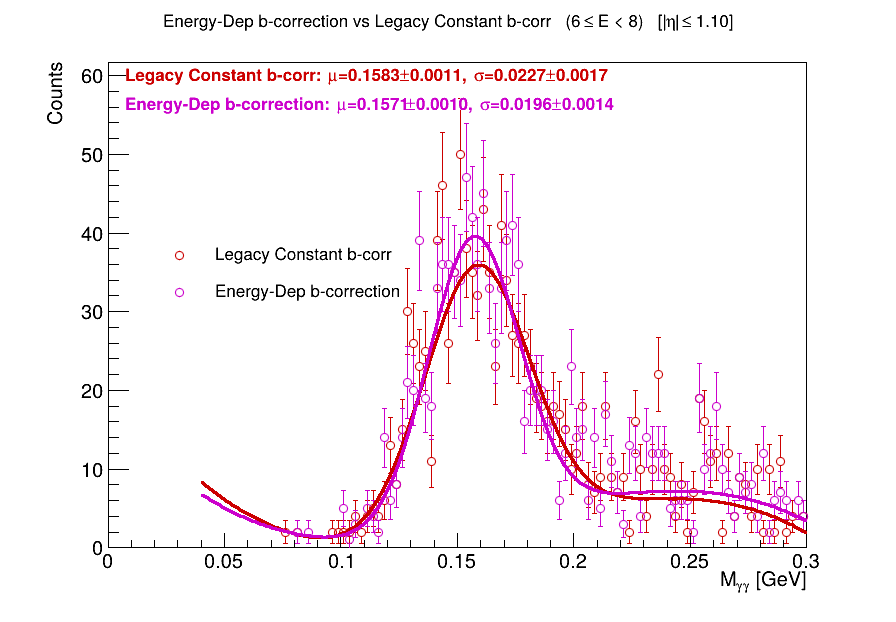 Energy-Dep b-correction vs Legacy Constant b-corr (6 ≤ E < 8) [|η| ≤ 1.10]
Counts
60
Legacy Constant b-corr: μ=0.1583±0.0011, σ=0.0227±0.0017
Energy-Dep b-correction: μ=0.1571±0.0010, σ=0.0196±0.0014
50
40
Legacy Constant b-corr
Energy-Dep b-correction
30
20
10
0
0 0.05 0.1 0.15 0.2 0.25 0.3
Mγγ [GeV]